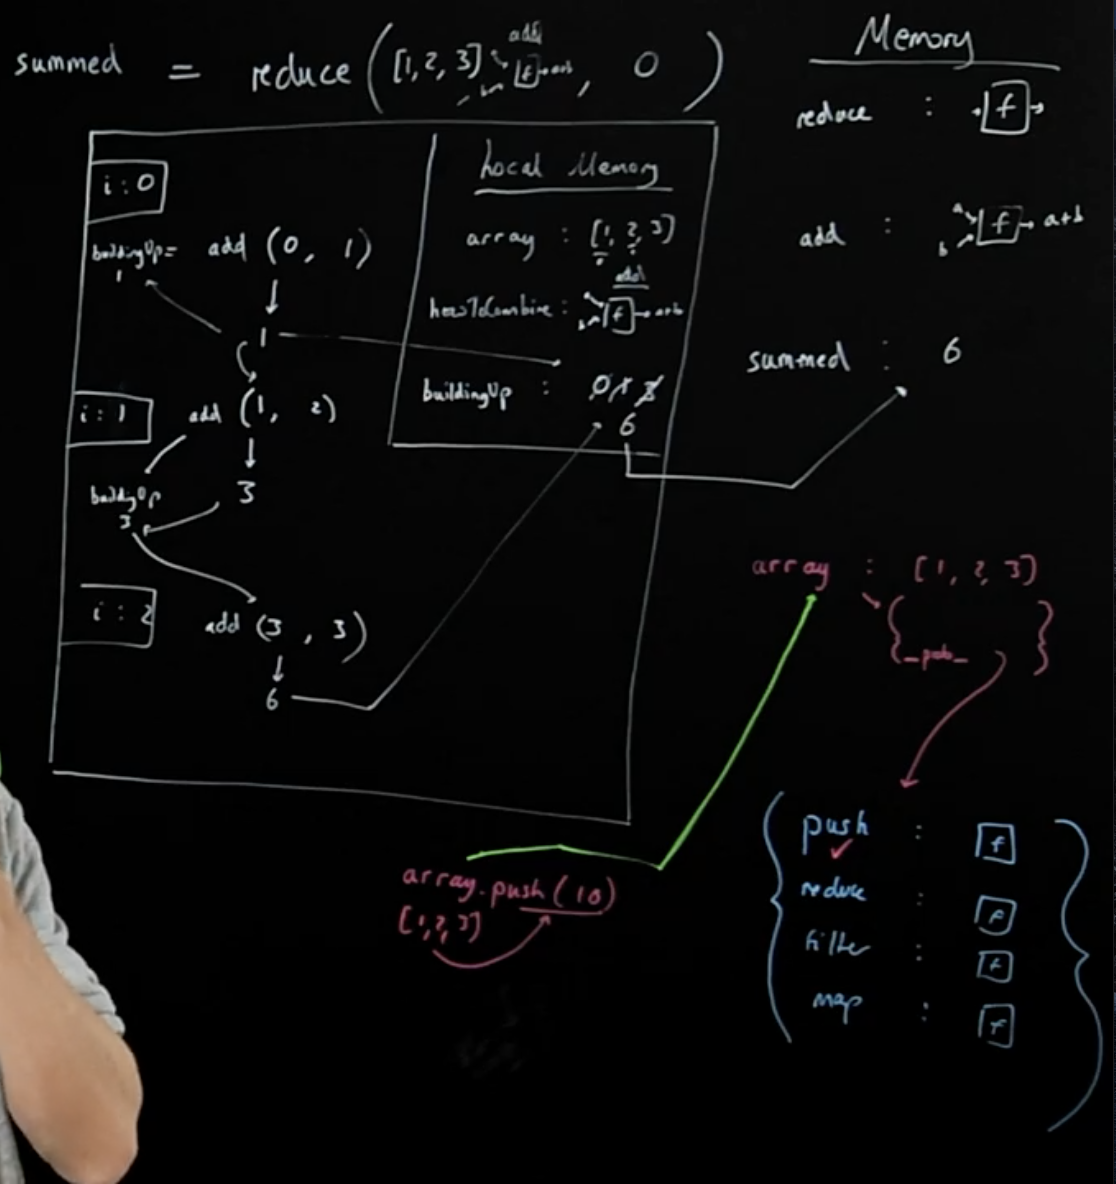 summed = reduce ([1, 2, 3], add f → a+b, 0)
Memory
reduce : f
add : a b f → a+b
summed : 6
Local Memory
array : [1, 2, 3]
add
howToCombine : a b f → a+b
buildingUp : 0 1 3
6
i : 0
buildingUp = add (0, 1)
1
1
i : 1 add (1, 2)
buildingUp 3
3
i : 2 add (3, 3)
6
array : [1, 2, 3]
{ }
array.push(10)
[1,2,3]
push : f
reduce : f
filter : f
map : f